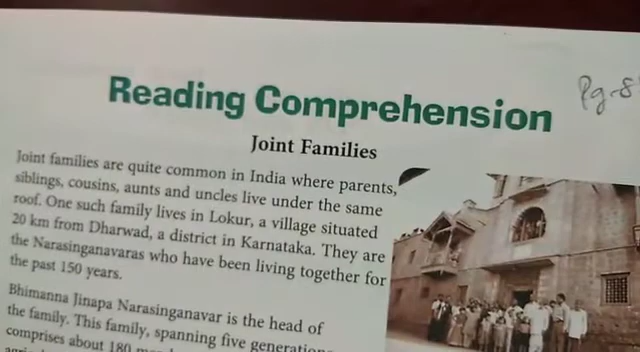 Pg-8
Reading Comprehension
Joint Families
Joint families are quite common in India where parents,
siblings, cousins, aunts and uncles live under the same
roof. One such family lives in Lokur, a village situated
20 km from Dharwad, a district in Karnataka. They are
the Narasinganavaras who have been living together for
the past 150 years.
Bhimanna Jinapa Narasinganavar is the head of
the family. This family, spanning five
comprises about 180